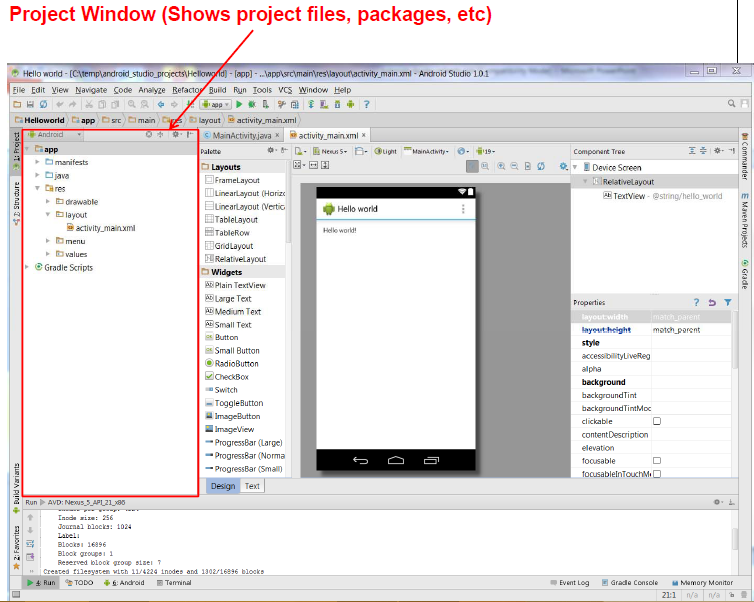 Project Window (Shows project files, packages, etc)
Hello world - [C:\temp\android_studio_projects\Helloworld] - [app] - ...\app\src\main\res\layout\activity_main.xml - Android Studio 1.0.1
File Edit View Navigate Code Analyze Refactor Build Run Tools VCS Window Help
app
Helloworld app src main res layout activity_main.xml
1: Project
Z: Structure
Build Variants
2: Favorites
Android
app
manifests
java
res
drawable
layout
activity_main.xml
menu
values
Gradle Scripts
MainActivity.java activity_main.xml
Palette
Layouts
FrameLayout
LinearLayout (Horizo
LinearLayout (Vertica
TableLayout
TableRow
GridLayout
RelativeLayout
Widgets
Plain TextView
Large Text
Medium Text
Small Text
Button
Small Button
RadioButton
CheckBox
Switch
ToggleButton
ImageButton
ImageView
ProgressBar (Large)
ProgressBar (Norma
ProgressBar (Small)
Nexus 5 Light MainActivity 19
Hello world
Hello world!
Design Text
Component Tree
Device Screen
RelativeLayout
TextView - @string/hello_world
Properties
layout:width match_parent
layout:height match_parent
style
accessibilityLiveReg
alpha
background
backgroundTint
backgroundTintMoc
clickable
contentDescription
elevation
focusable
focusableInTouchMe
Commander
Maven Projects
Gradle
Run AVD: Nexus_5_API_21_x86
Inode size: 256
Journal blocks: 1024
Label:
Blocks: 16896
Block groups: 1
Reserved block group size: 7
Created filesystem with 11/4224 inodes and 1302/16896 blocks
4: Run TODO 6: Android Terminal Event Log Gradle Console Memory Monitor
21:1 n/a n/a